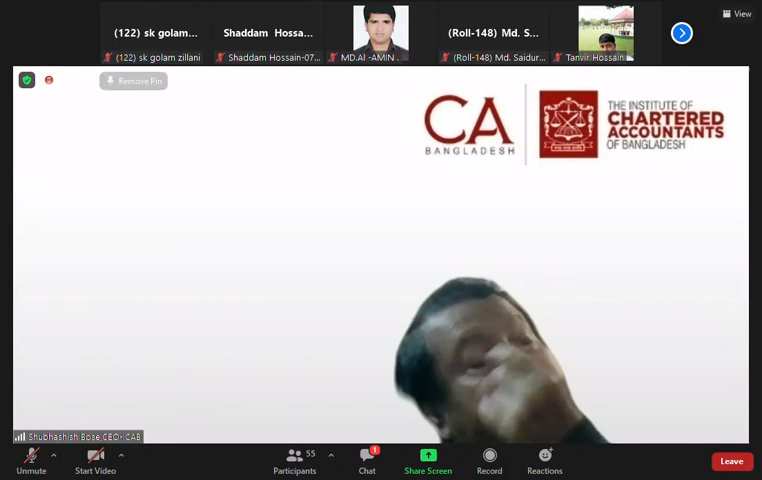 View
(122) sk golam...
Shaddam Hossa...
(Roll-148) Md. S...
(122) sk golam zillani
Shaddam Hossain-07...
MD.Al -AMIN .
(Roll-148) Md. Saidur...
Tanvir Hossain
Remove Pin
CA
BANGLADESH
THE INSTITUTE OF
CHARTERED
ACCOUNTANTS
OF BANGLADESH
Shubhashish Bose CEO-ICAB
Unmute
Start Video
55
Participants
1
Chat
Share Screen
Record
Reactions
Leave